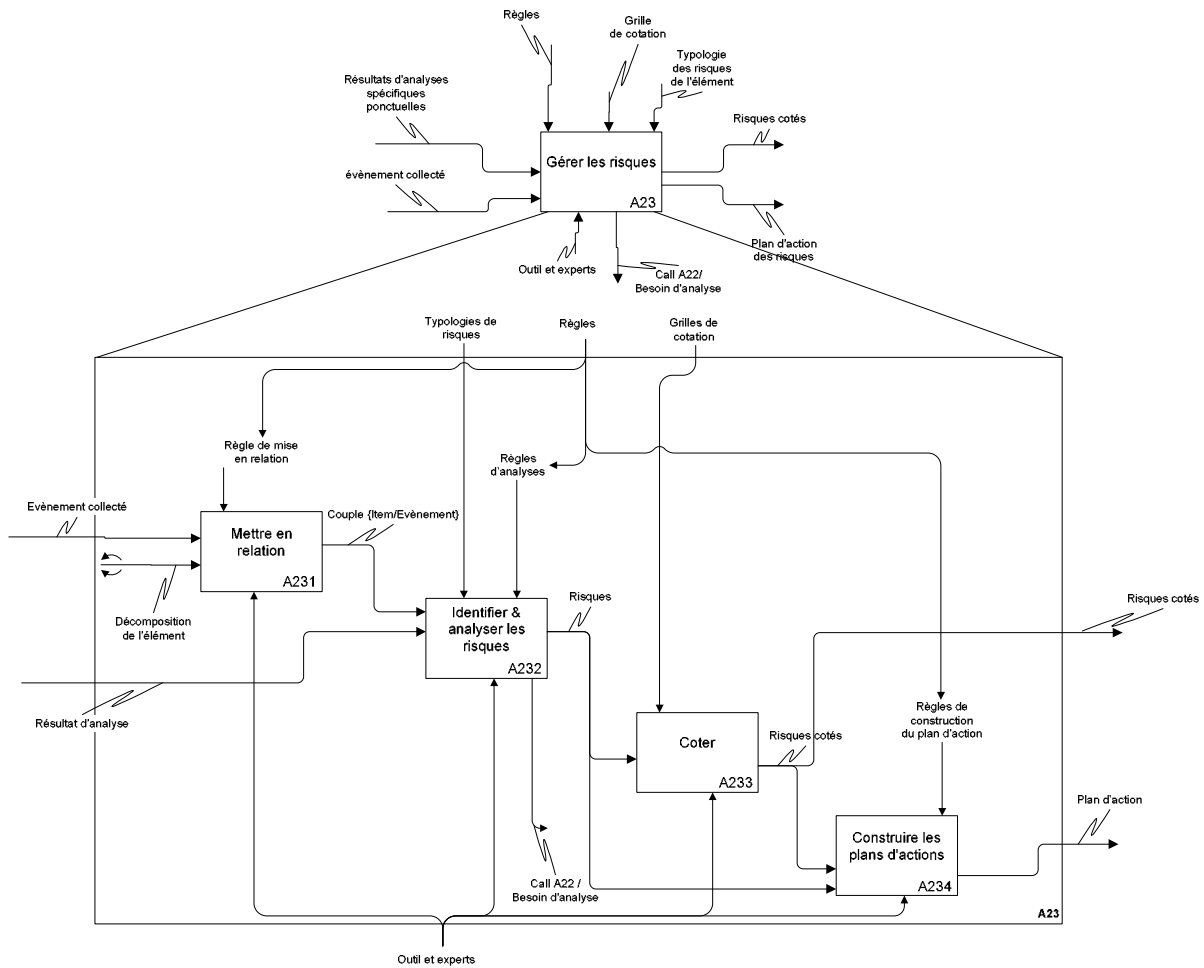 Règles
Grille
de cotation
Typologie
des risques
de l'élément
Résultats d'analyses
spécifiques
ponctuelles
Risques cotés
Gérer les risques
évènement collecté
A23
Plan d'action
des risques
Outil et experts
Call A22/
Besoin d'analyse
Typologies de
risques
Règles
Grilles de
cotation
Règle de mise
en relation
Règles
d'analyses
Evènement collecté
Couple {Item/Evènement}
Mettre en
relation
A231
Décomposition
de l'élément
Risques
Risques cotés
Identifier &
analyser les
risques
A232
Résultat d'analyse
Règles de
construction
du plan d'action
Coter
Risques cotés
A233
Plan d'action
Construire les
plans d'actions
A234
Call A22 /
Besoin d'analyse
A23
Outil et experts